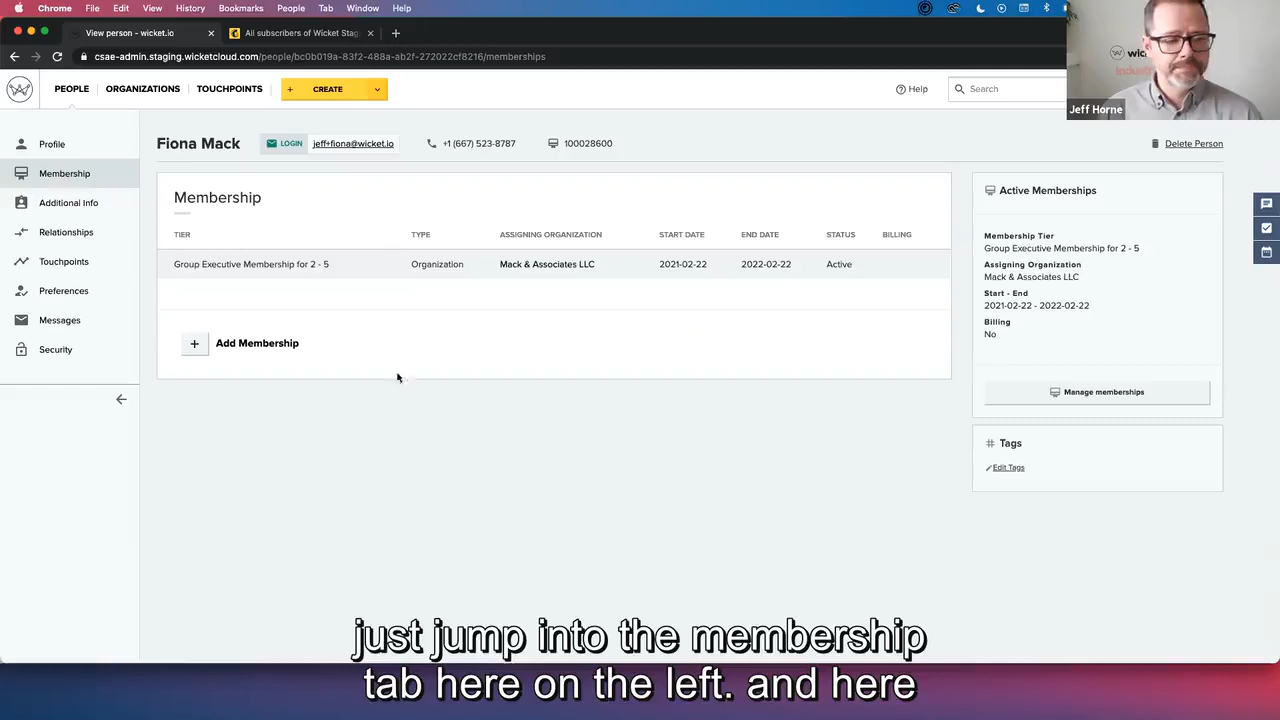 Chrome File Edit View History Bookmarks People Tab Window Help
View person - wicket.io
All subscribers of Wicket Stag
csae-admin.staging.wicketcloud.com/people/bc0b019a-83f2-488a-ab2f-272022cf8216/memberships
PEOPLE ORGANIZATIONS TOUCHPOINTS + CREATE Help Search
Jeff Horne
Profile
Membership
Additional Info
Relationships
Touchpoints
Preferences
Messages
Security
Fiona Mack LOGIN jeff+fiona@wicket.io +1 (667) 523-8787 100028600 Delete Person
Membership
TIER TYPE ASSIGNING ORGANIZATION START DATE END DATE STATUS BILLING
Group Executive Membership for 2 - 5 Organization Mack & Associates LLC 2021-02-22 2022-02-22 Active
+ Add Membership
Active Memberships
Membership Tier
Group Executive Membership for 2 - 5
Assigning Organization
Mack & Associates LLC
Start - End
2021-02-22 - 2022-02-22
Billing
No
Manage memberships
# Tags
Edit Tags
just jump into the membership
tab here on the left. and here